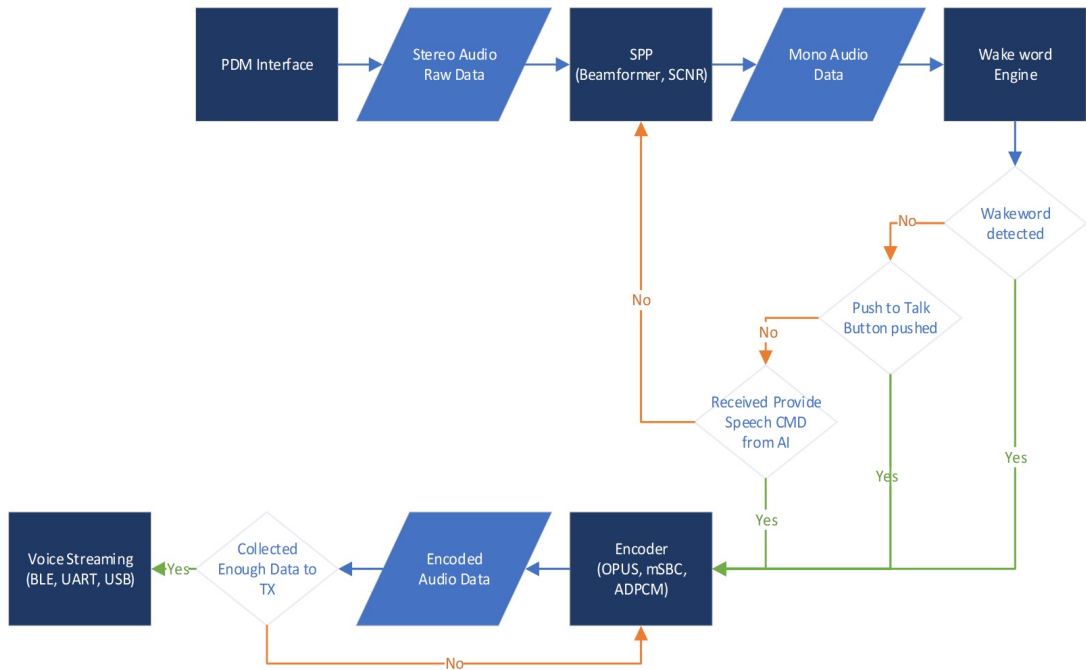 PDM Interface
Stereo Audio
Raw Data
SPP
(Beamformer, SCNR)
Mono Audio
Data
Wake word
Engine
Wakeword
detected
No
Push to Talk
Button pushed
No
No
Received Provide
Speech CMD
from AI
Yes
Yes
Yes
Voice Streaming
(BLE, UART, USB)
Yes
Collected
Enough Data to
TX
Encoded
Audio Data
Encoder
(OPUS, mSBC,
ADPCM)
No